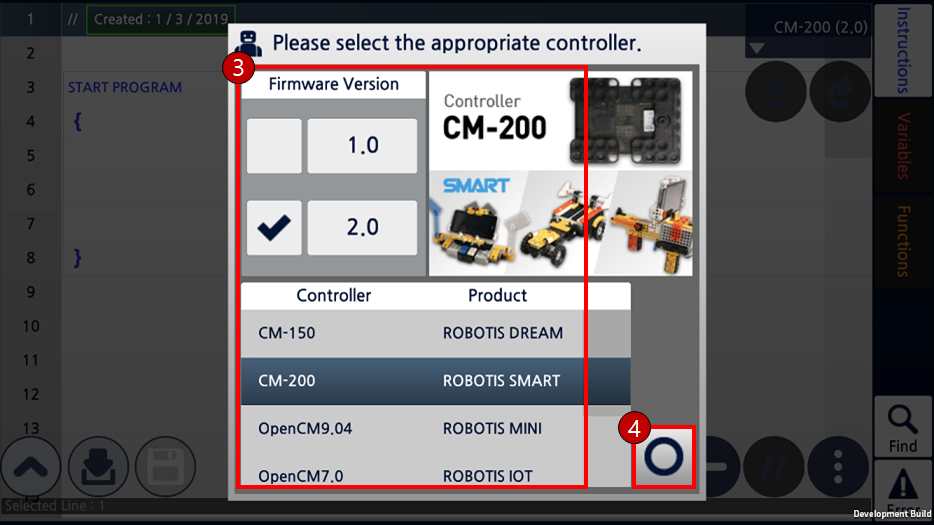 1 // Created : 1 / 3 / 2019
CM-200 (2.0)
2
3 START PROGRAM
4 {
5
6
7
8 }
9
10
11
12
13
Selected Line : 1
Please select the appropriate controller.
3
Firmware Version
1.0
2.0
Controller
CM-200
SMART
Controller Product
CM-150 ROBOTIS DREAM
CM-200 ROBOTIS SMART
OpenCM9.04 ROBOTIS MINI
OpenCM7.0 ROBOTIS IOT
4
//
Instructions
Variables
Functions
Find
Error
Development Build